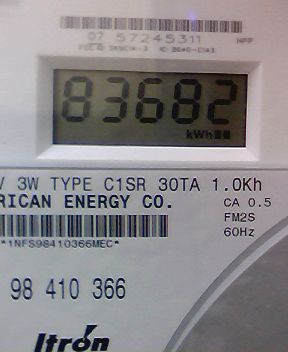 07 57245311 NPF
83682
kWh
V 3W TYPE C1SR 30TA 1.0Kh
RICAN ENERGY CO.
CA 0.5
FM2S
60Hz
*1NFS98410366MEC*
98 410 366
Itron